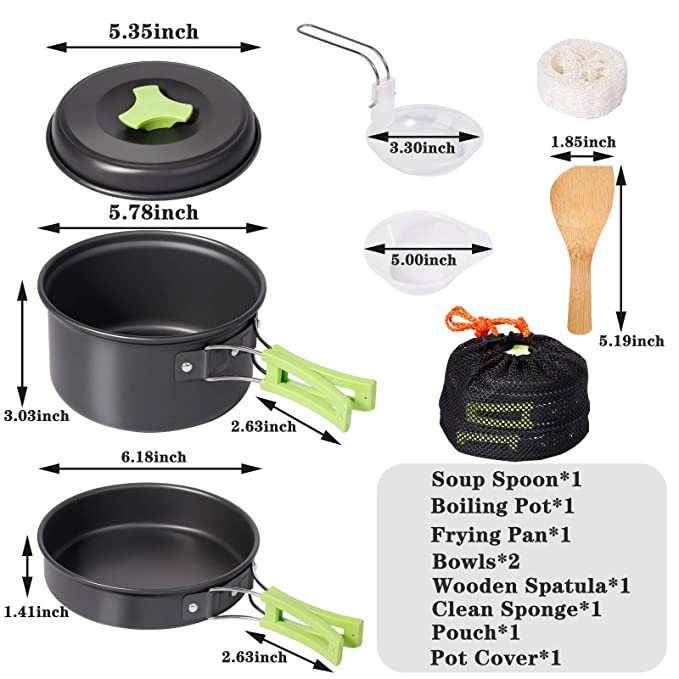 5.35inch
3.30inch
1.85inch
5.78inch
5.00inch
5.19inch
3.03inch
2.63inch
6.18inch
1.41inch
2.63inch
Soup Spoon*1
Boiling Pot*1
Frying Pan*1
Bowls*2
Wooden Spatula*1
Clean Sponge*1
Pouch*1
Pot Cover*1